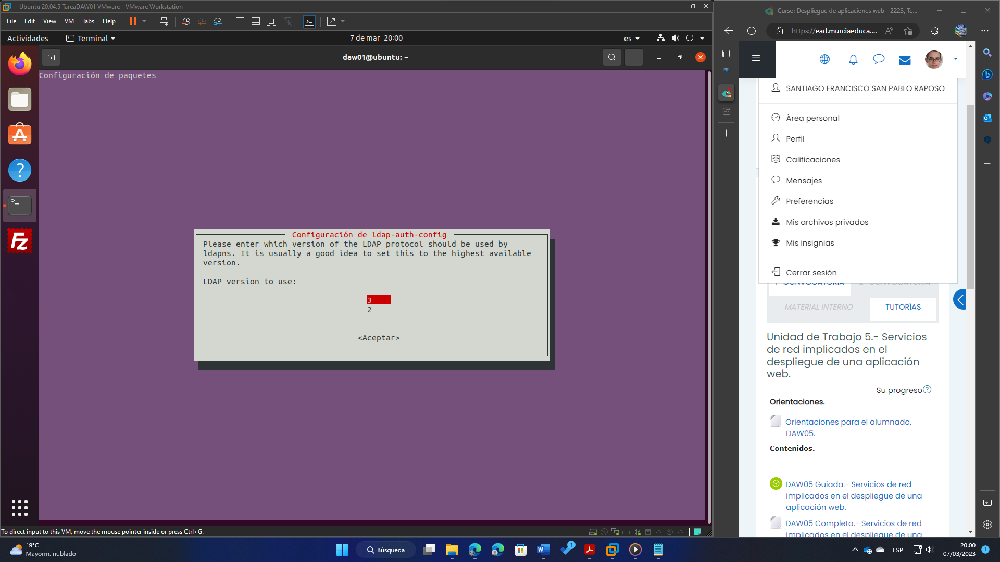 Ubuntu 20.04.5 TareaDAW01 VMware - VMware Workstation
File Edit View VM Tabs Help
Actividades
Terminal
7 de mar 20:00
es
daw01@ubuntu: ~
Configuración de paquetes
Configuración de ldap-auth-config
Please enter which version of the LDAP protocol should be used by
ldapns. It is usually a good idea to set this to the highest available
version.
LDAP version to use:
3
2
<Aceptar>
To direct input to this VM, move the mouse pointer inside or press Ctrl+G.
Curso: Despliegue de aplicaciones web - 2223, Te...
https://ead.murciaeduca....
SANTIAGO FRANCISCO SAN PABLO RAPOSO
Área personal
Perfil
Calificaciones
Mensajes
Preferencias
Mis archivos privados
Mis insignias
Cerrar sesión
MATERIAL INTERNO
TUTORÍAS
Unidad de Trabajo 5.- Servicios
de red implicados en el
despliegue de una aplicación
web.
Su progreso
Orientaciones.
Orientaciones para el alumnado.
DAW05.
Contenidos.
DAW05 Guiada.- Servicios de red
implicados en el despliegue de una
aplicación web.
DAW05 Completa.- Servicios de red
implicados en el despliegue de una
19°C
Mayorm. nublado
Búsqueda
1
ESP
20:00
07/03/2023
1